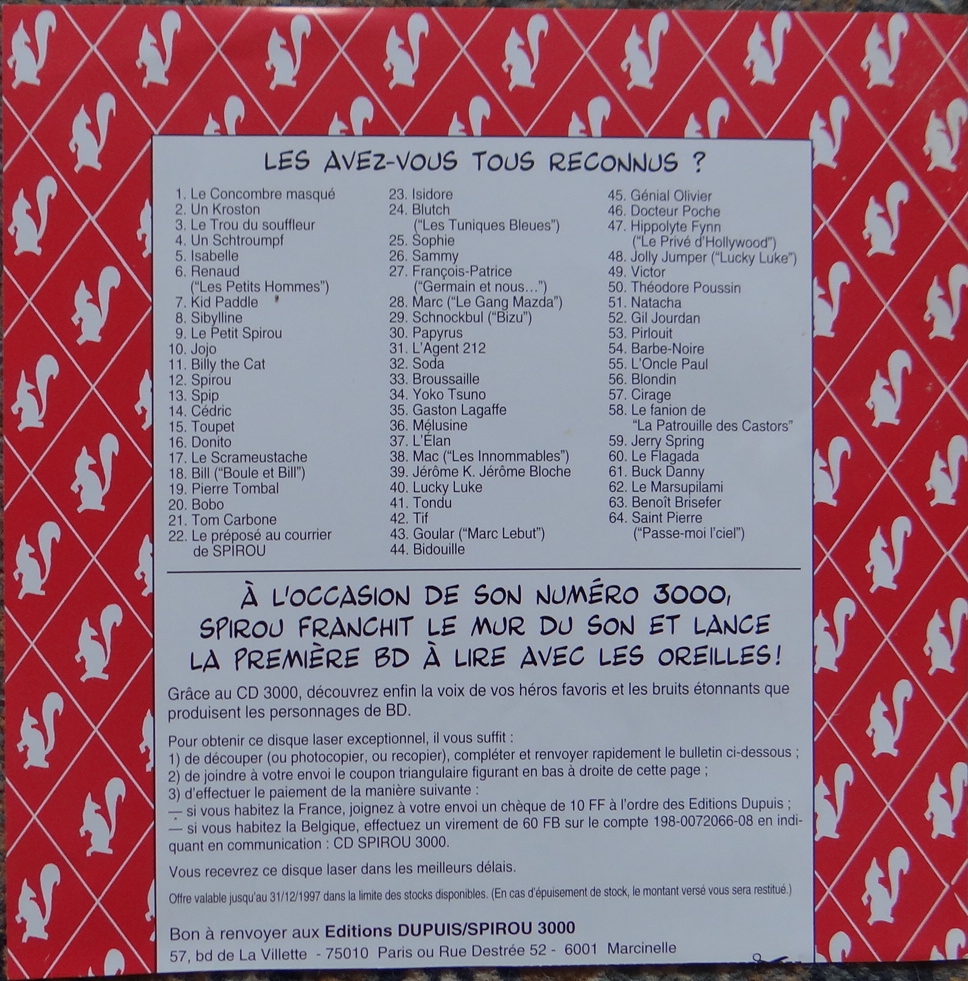 LES AVEZ-VOUS TOUS RECONNUS ?
1. Le Concombre masqué
2. Un Kroston
3. Le Trou du souffleur
4. Un Schtroumpf
5. Isabelle
6. Renaud
("Les Petits Hommes")
7. Kid Paddle
8. Sibylline
9. Le Petit Spirou
10. Jojo
11. Billy the Cat
12. Spirou
13. Spip
14. Cédric
15. Toupet
16. Donito
17. Le Scrameustache
18. Bill ("Boule et Bill")
19. Pierre Tombal
20. Bobo
21. Tom Carbone
22. Le préposé au courrier
de SPIROU
23. Isidore
24. Blutch
("Les Tuniques Bleues")
25. Sophie
26. Sammy
27. François-Patrice
("Germain et nous...")
28. Marc ("Le Gang Mazda")
29. Schnockbul ("Bizu")
30. Papyrus
31. L'Agent 212
32. Soda
33. Broussaille
34. Yoko Tsuno
35. Gaston Lagaffe
36. Mélusine
37. L'Élan
38. Mac ("Les Innommables")
39. Jérôme K. Jérôme Bloche
40. Lucky Luke
41. Tondu
42. Tif
43. Goular ("Marc Lebut")
44. Bidouille
45. Génial Olivier
46. Docteur Poche
47. Hippolyte Fynn
("Le Privé d'Hollywood")
48. Jolly Jumper ("Lucky Luke")
49. Victor
50. Théodore Poussin
51. Natacha
52. Gil Jourdan
53. Pirlouit
54. Barbe-Noire
55. L'Oncle Paul
56. Blondin
57. Cirage
58. Le fanion de
"La Patrouille des Castors"
59. Jerry Spring
60. Le Flagada
61. Buck Danny
62. Le Marsupilami
63. Benoît Brisefer
64. Saint Pierre
("Passe-moi l'ciel")
À L'OCCASION DE SON NUMÉRO 3000,
SPIROU FRANCHIT LE MUR DU SON ET LANCE
LA PREMIÈRE BD À LIRE AVEC LES OREILLES!
Grâce au CD 3000, découvrez enfin la voix de vos héros favoris et les bruits étonnants que
produisent les personnages de BD.
Pour obtenir ce disque laser exceptionnel, il vous suffit :
1) de découper (ou photocopier, ou recopier), compléter et renvoyer rapidement le bulletin ci-dessous ;
2) de joindre à votre envoi le coupon triangulaire figurant en bas à droite de cette page ;
3) d'effectuer le paiement de la manière suivante :
— si vous habitez la France, joignez à votre envoi un chèque de 10 FF à l'ordre des Editions Dupuis ;
— si vous habitez la Belgique, effectuez un virement de 60 FB sur le compte 198-0072066-08 en indi-
quant en communication : CD SPIROU 3000.
Vous recevrez ce disque laser dans les meilleurs délais.
Offre valable jusqu'au 31/12/1997 dans la limite des stocks disponibles. (En cas d'épuisement de stock, le montant versé vous sera restitué.)
Bon à renvoyer aux Editions DUPUIS/SPIROU 3000
57, bd de La Villette - 75010 Paris ou Rue Destrée 52 - 6001 Marcinelle